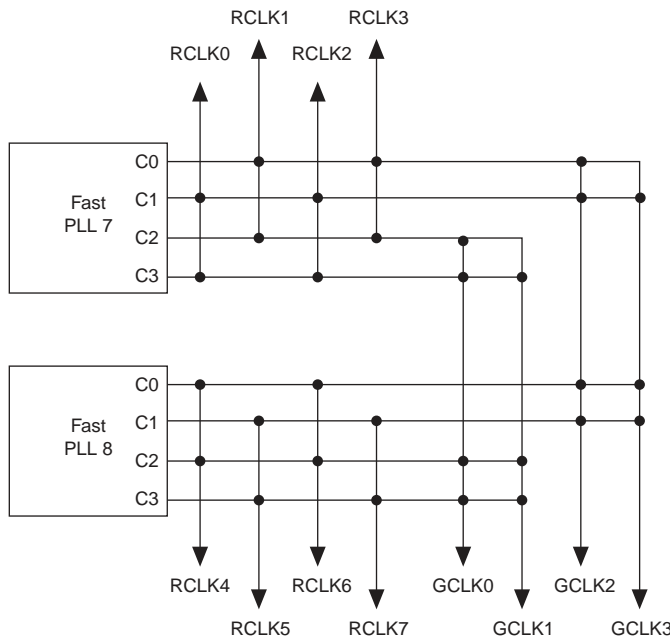 RCLK1
RCLK3
RCLK0
RCLK2
C0
C1
C2
C3
Fast
PLL 7
C0
C1
C2
C3
Fast
PLL 8
RCLK4
RCLK6
GCLK0
GCLK2
RCLK5
RCLK7
GCLK1
GCLK3